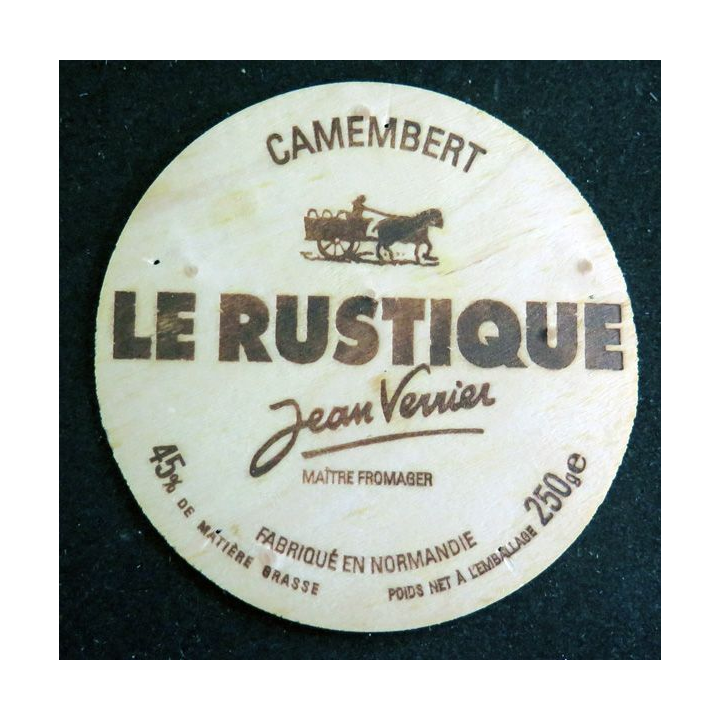 CAMEMBERT
LE RUSTIQUE
Jean Verrier
MAÎTRE FROMAGER
45% DE MATIÈRE GRASSE
FABRIQUÉ EN NORMANDIE
POIDS NET À L'EMBALLAGE 250g e